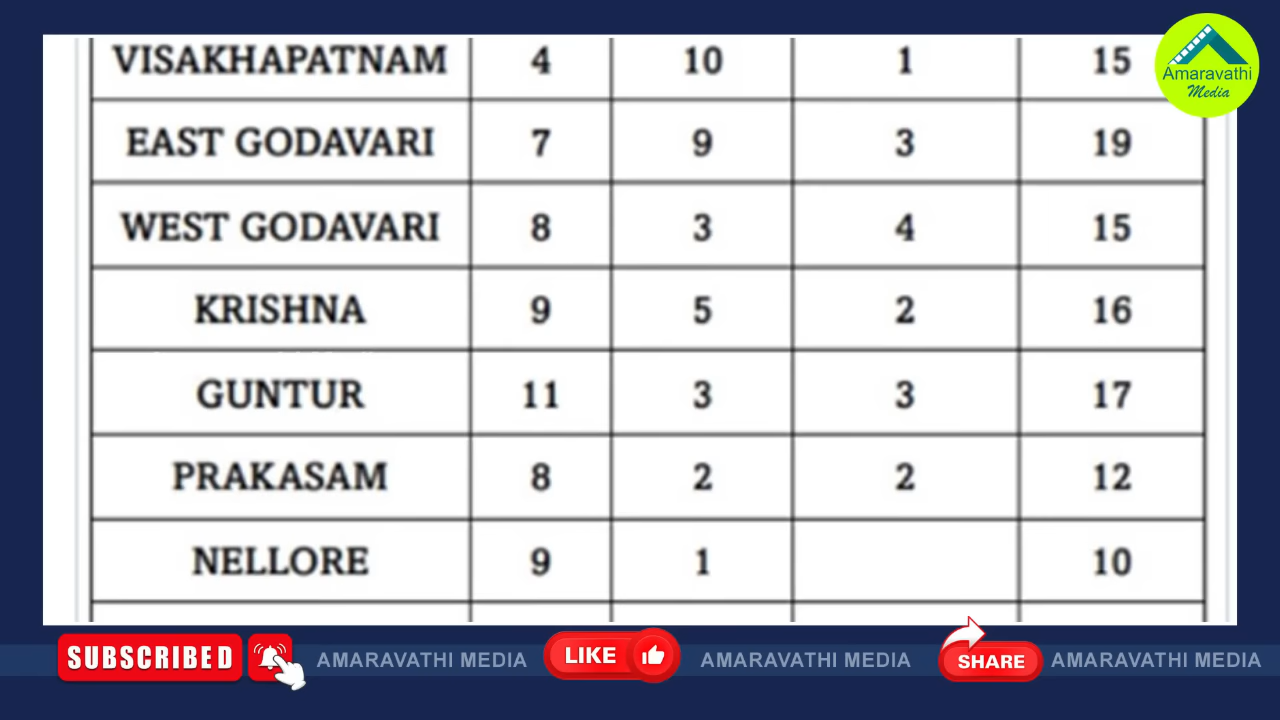 VISAKHAPATNAM 4 10 1 15
EAST GODAVARI 7 9 3 19
WEST GODAVARI 8 3 4 15
KRISHNA 9 5 2 16
GUNTUR 11 3 3 17
PRAKASAM 8 2 2 12
NELLORE 9 1 10
Amaravathi
Media
SUBSCRIBED AMARAVATHI MEDIA LIKE AMARAVATHI MEDIA SHARE AMARAVATHI MEDIA